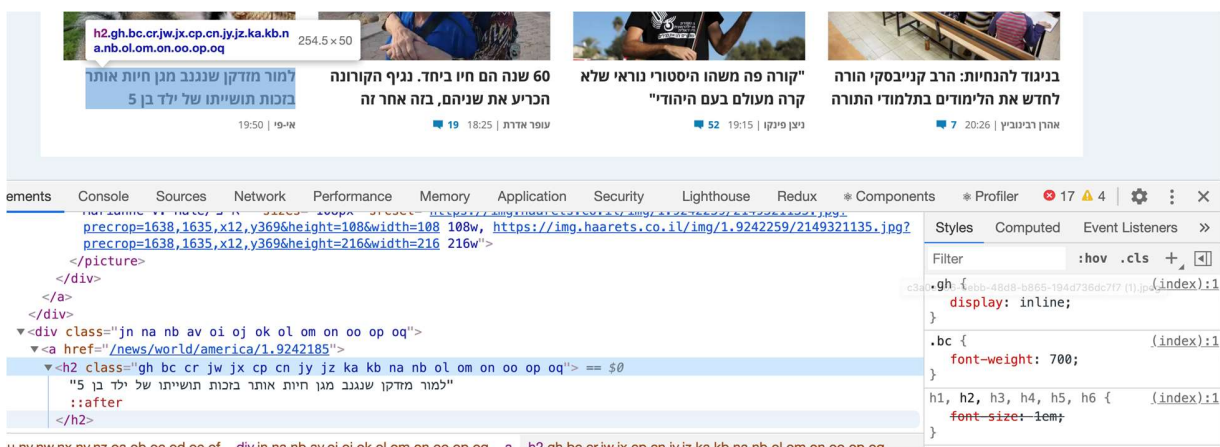 h2.gh.bc.cr.jw.jx.cp.cn.jy.jz.ka.kb.n
a.nb.ol.om.on.oo.op.oq
254.5 × 50
בניגוד להנחיות: הרב קנייבסקי הורה
לחדש את הלימודים בתלמודי התורה
אהרן רבינוביץ | 20:26 7
"קורה פה משהו היסטורי נוראי שלא
קרה מעולם בעם היהודי"
ניצן פינקו | 19:15 52
60 שנה הם חיו ביחד. נגיף הקורונה
הכריע את שניהם, בזה אחר זה
עופר אדרת | 18:25 19
למור מזדקן שנגנב מגן חיות אותר
בזכות תושייתו של ילד בן 5
אי-פי | 19:50
ements Console Sources Network Performance Memory Application Security Lighthouse Redux ⚛ Components ⚛ Profiler 17 4
precrop=1638,1635,x12,y369&height=108&width=108 108w, https://img.haarets.co.il/img/1.9242259/2149321135.jpg?
precrop=1638,1635,x12,y369&height=216&width=216 216w">
</picture>
</div>
</a>
</div>
▼<div class="jn na nb av oi oj ok ol om on oo op oq">
▼<a href="/news/world/america/1.9242185">
▼<h2 class="gh bc cr jw jx cp cn jy jz ka kb na nb ol om on oo op oq"> == $0
"למור מזדקן שנגנב מגן חיות אותר בזכות תושייתו של ילד בן 5"
::after
</h2>
Styles Computed Event Listeners »
Filter :hov .cls +
.gh { (index):1
display: inline;
}
.bc { (index):1
font-weight: 700;
}
h1, h2, h3, h4, h5, h6 { (index):1
font-size: 1em;
}